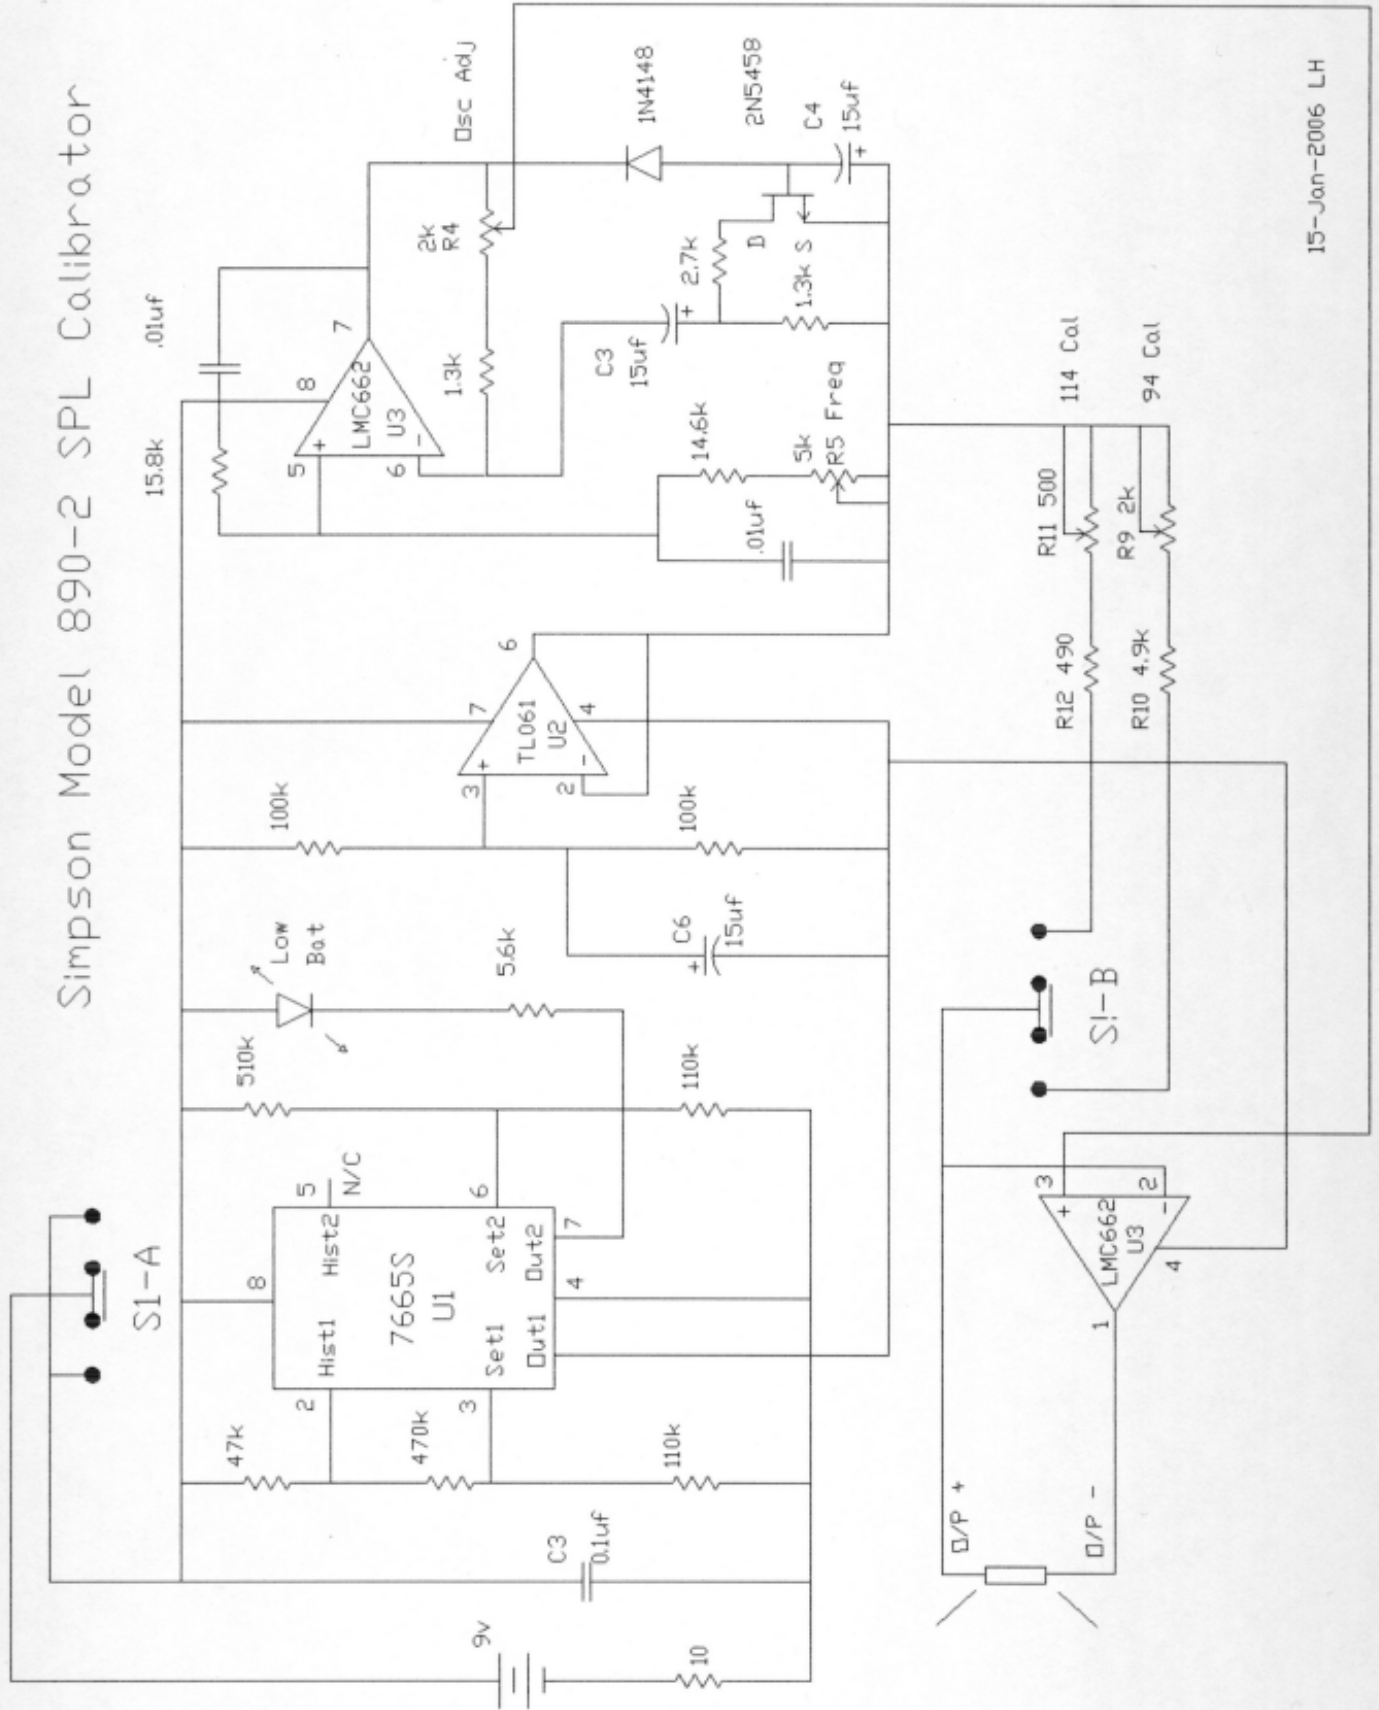 Simpson Model 890-2 SPL Calibrator
S1-A
9v
10
C3
0.1uf
47k
470k
110k
2
3
Hist1
Set1
Out1
7665S
U1
8
Hist2
Set2
Out2
5
N/C
6
7
4
510k
110k
Low
Bat
5.6k
C6
15uf
100k
100k
3
2
+
-
TL061
U2
7
4
6
15.8k
.01uf
5
6
+
-
LMC662
U3
8
7
1.3k
2k
R4
Osc Adj
1N4148
2N5458
C4
15uf
+
C3
15uf
+
2.7k
D
S
1.3k
14.6k
5k
R5 Freq
.01uf
O/P +
O/P -
1
LMC662
U3
+
-
3
2
4
S!-B
R12 490
R11 500
114 Cal
R10 4.9k
R9 2k
94 Cal
15-Jan-2006 LH